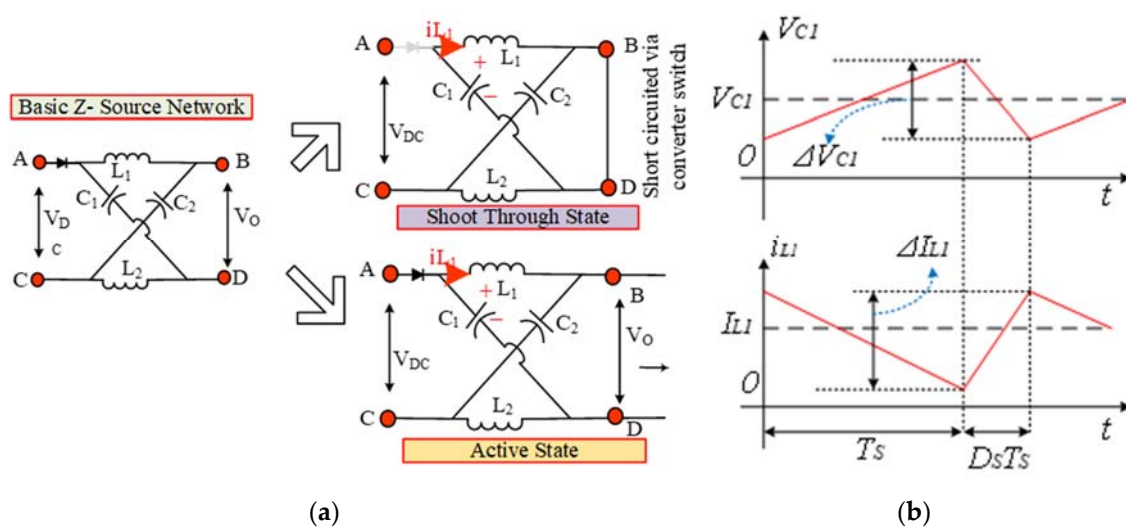 Basic Z- Source Network
A
B
L1
C1
C2
VD
C
VO
C
L2
D
A
iL1
B
L1
+
C1
−
C2
VDC
C
L2
D
Short circuited via
converter switch
Shoot Through State
A
iL1
L1
B
+
C1
−
C2
VO
VDC
C
L2
D
Active State
(a)
VC1
VC1
ΔVC1
O
t
iL1
ΔIL1
IL1
O
t
TS
DSTS
(b)